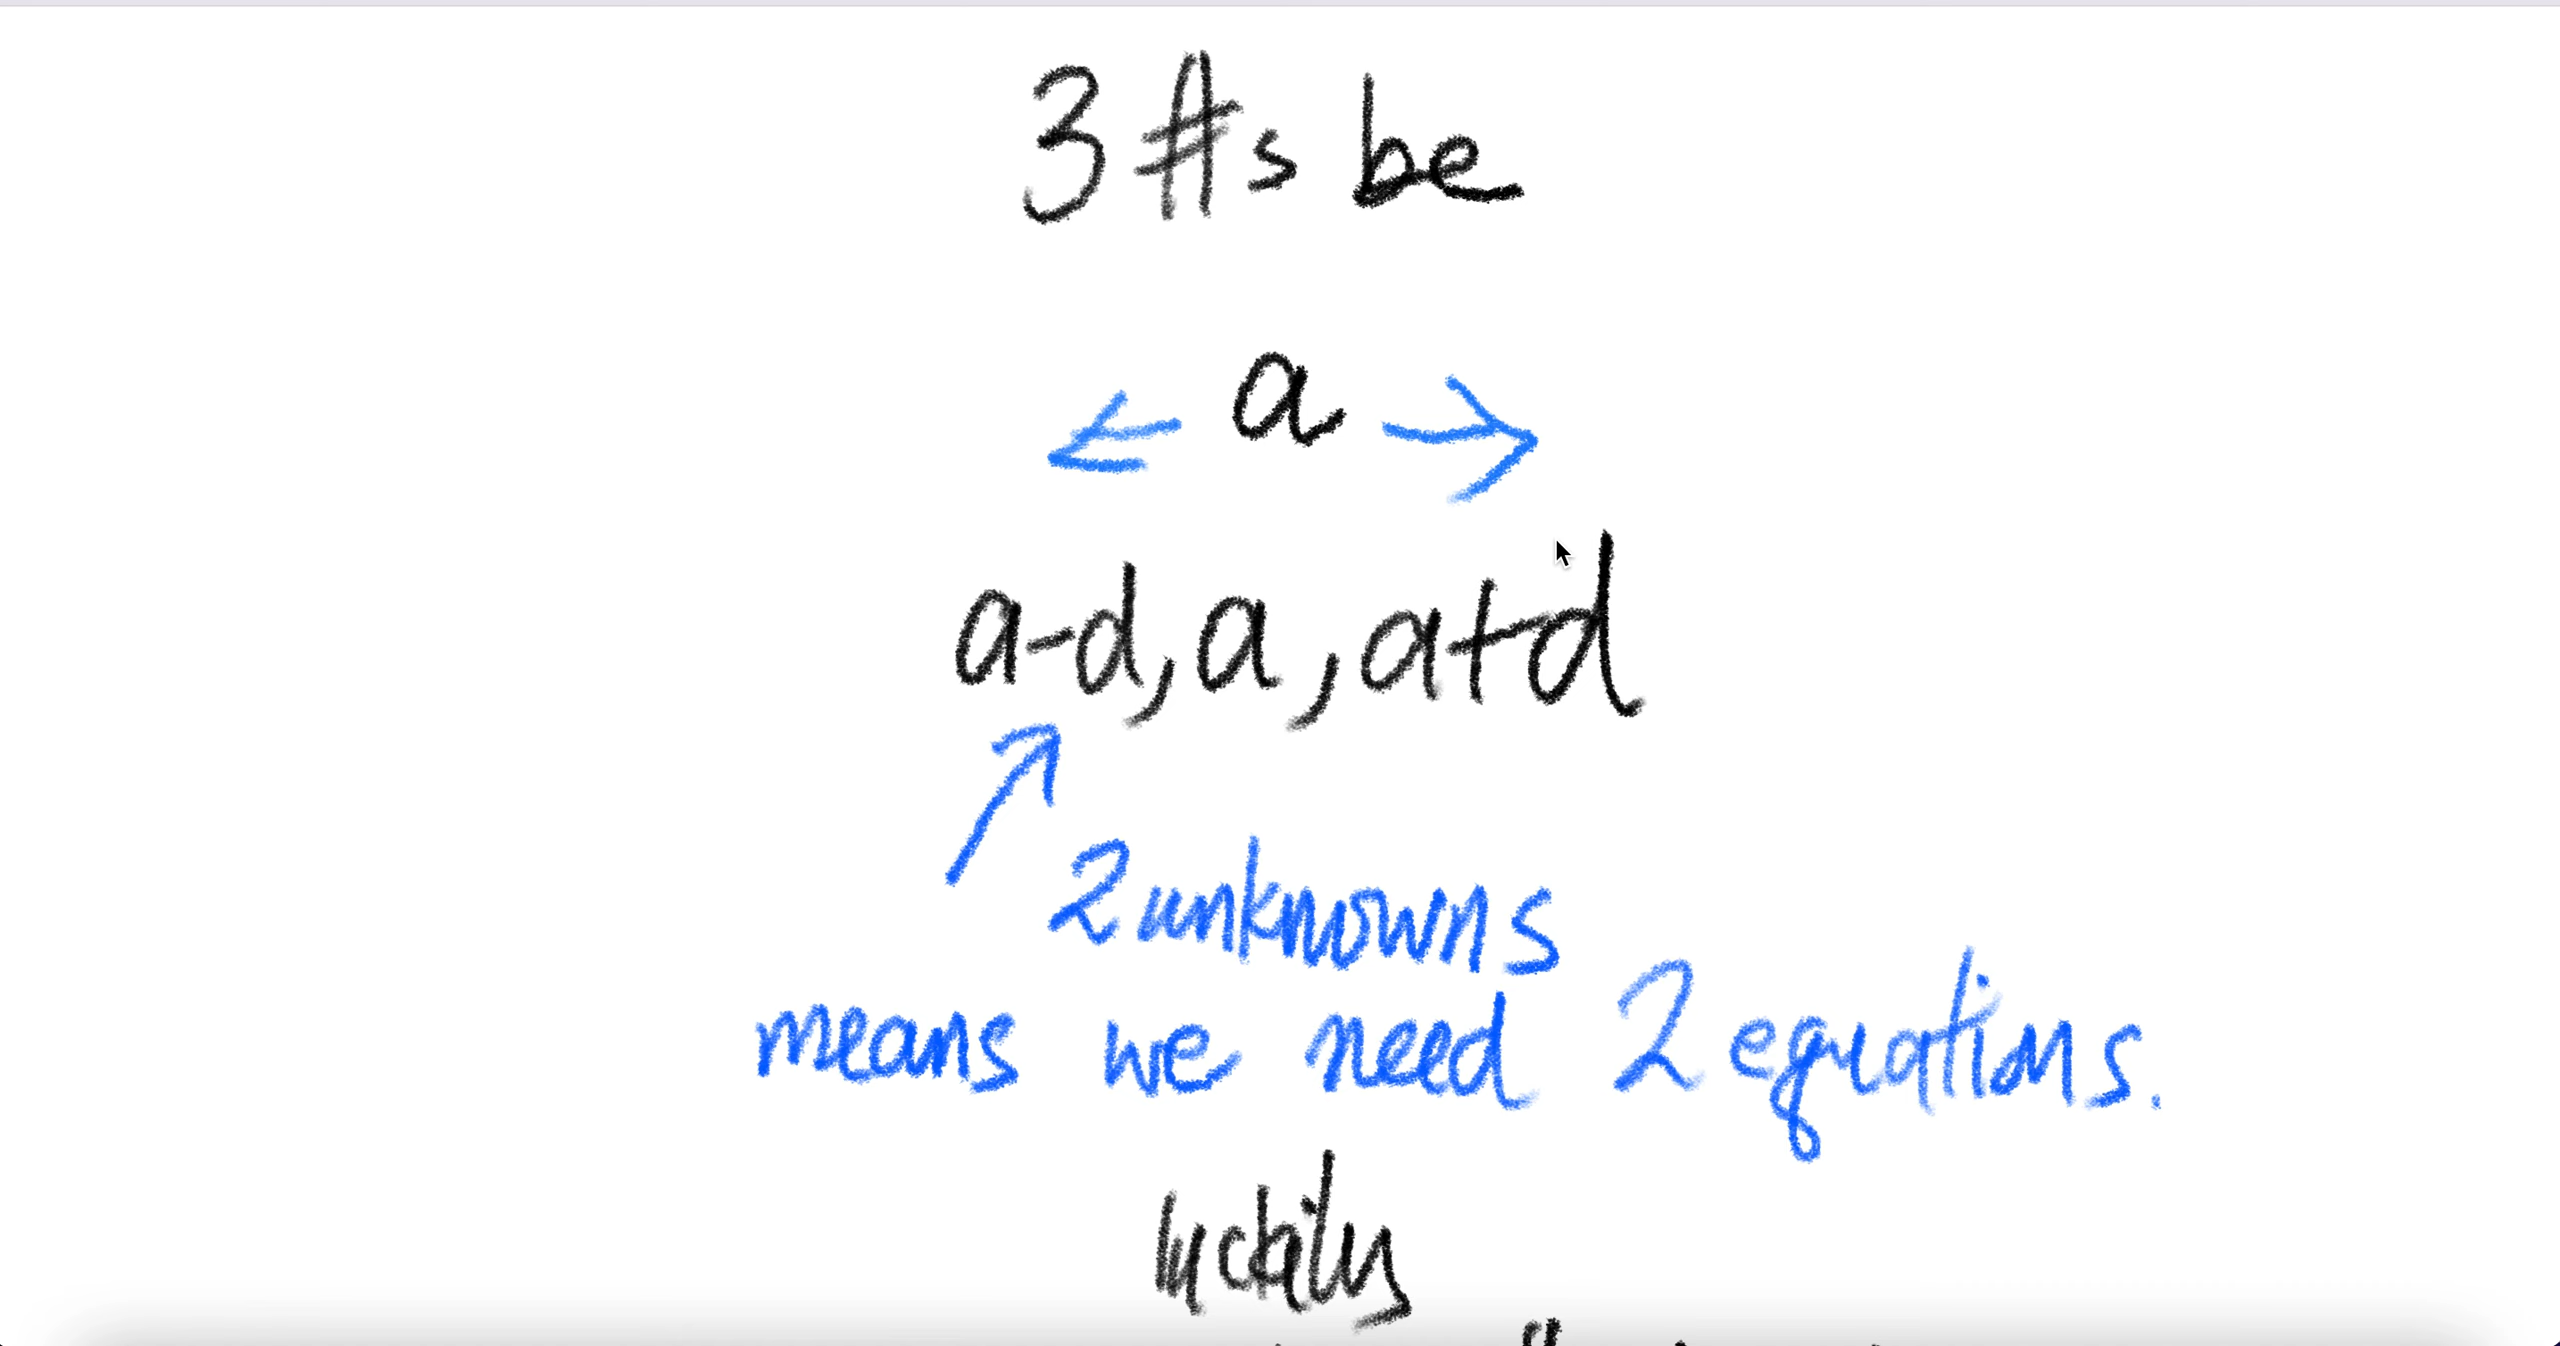 3 #s be
← a →
a-d, a, a+d
2 unknowns
means we need 2 equations.
luckily